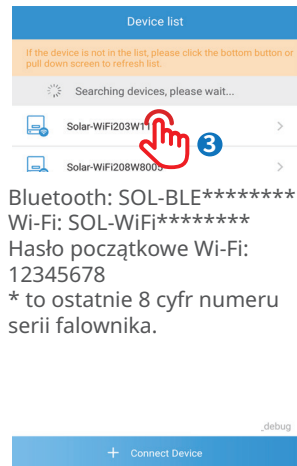 Device list
If the device is not in the list, please click the bottom button or
pull down screen to refresh list.
Searching devices, please wait...
Solar-WiFi203W11
3
Solar-WiFi208W8005
Bluetooth: SOL-BLE********
Wi-Fi: SOL-WiFi********
Hasło początkowe Wi-Fi:
12345678
* to ostatnie 8 cyfr numeru
serii falownika.
_debug
+ Connect Device